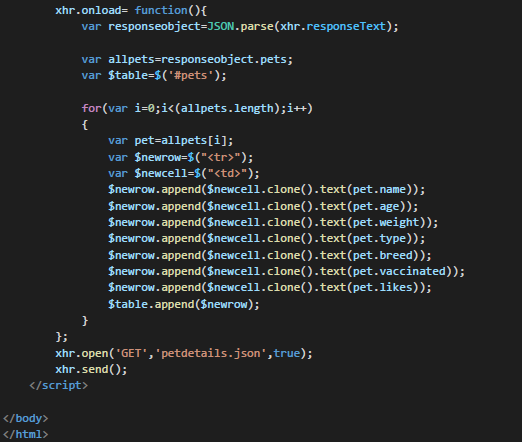 xhr.onload= function(){
var responseobject=JSON.parse(xhr.responseText);
var allpets=responseobject.pets;
var $table=$('#pets');
for(var i=0;i<(allpets.length);i++)
{
var pet=allpets[i];
var $newrow=$("<tr>");
var $newcell=$("<td>");
$newrow.append($newcell.clone().text(pet.name));
$newrow.append($newcell.clone().text(pet.age));
$newrow.append($newcell.clone().text(pet.weight));
$newrow.append($newcell.clone().text(pet.type));
$newrow.append($newcell.clone().text(pet.breed));
$newrow.append($newcell.clone().text(pet.vaccinated));
$newrow.append($newcell.clone().text(pet.likes));
$table.append($newrow);
}
};
xhr.open('GET','petdetails.json',true);
xhr.send();
</script>
</body>
</html>